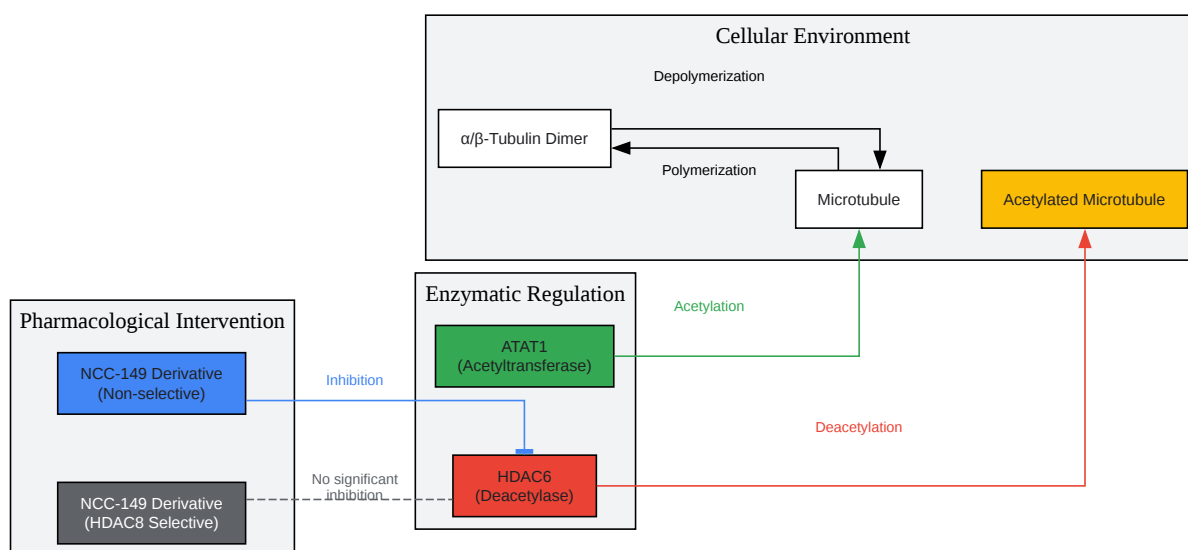 Cellular Environment
Depolymerization
α/β-Tubulin Dimer
Polymerization
Microtubule
Acetylated Microtubule
Enzymatic Regulation
Acetylation
Pharmacological Intervention
ATAT1
(Acetyltransferase)
NCC-149 Derivative
(Non-selective)
Inhibition
Deacetylation
No significant
inhibition
HDAC6
(Deacetylase)
NCC-149 Derivative
(HDAC8 Selective)